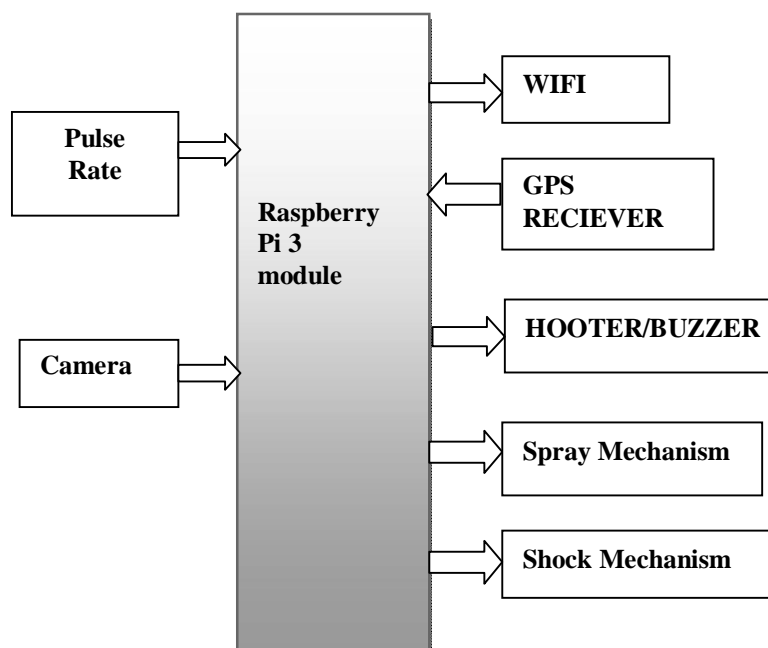 Pulse
Rate
Camera
Raspberry
Pi 3
module
WIFI
GPS
RECIEVER
HOOTER/BUZZER
Spray Mechanism
Shock Mechanism